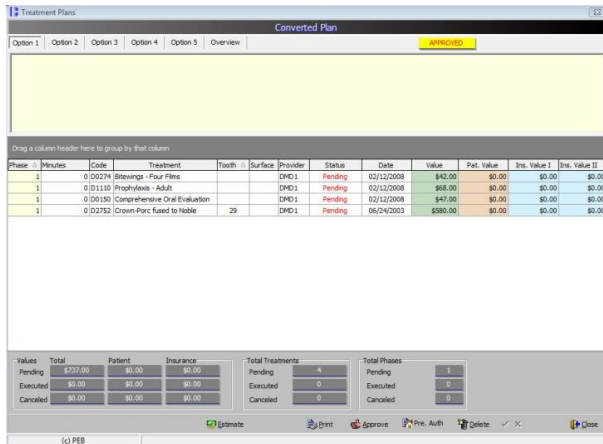 Treatment Plans
Converted Plan
Option 1 Option 2 Option 3 Option 4 Option 5 Overview APPROVED
Drag a column header here to group by that column
Phase Minutes Code Treatment Tooth Surface Provider Status Date Value Pat. Value Ins. Value I Ins. Value II
1 0 D0274 Bitewings - Four Films DMD1 Pending 02/12/2008 $42.00 $0.00 $0.00 $0.00
1 0 D1110 Prophylaxis - Adult DMD1 Pending 02/12/2008 $68.00 $0.00 $0.00 $0.00
1 0 D0150 Comprehensive Oral Evaluation DMD1 Pending 02/12/2008 $47.00 $0.00 $0.00 $0.00
1 0 D2752 Crown-Porc fused to Noble 29 DMD1 Pending 06/24/2003 $580.00 $0.00 $0.00 $0.00
Values Total Patient Insurance Total Treatments Total Phases
Pending $737.00 $0.00 $0.00 Pending 4 Pending 1
Executed $0.00 $0.00 $0.00 Executed 0 Executed 0
Canceled $0.00 $0.00 $0.00 Canceled 0 Canceled 0
Estimate Print Approve Pre. Auth Delete Close
(c) PEB